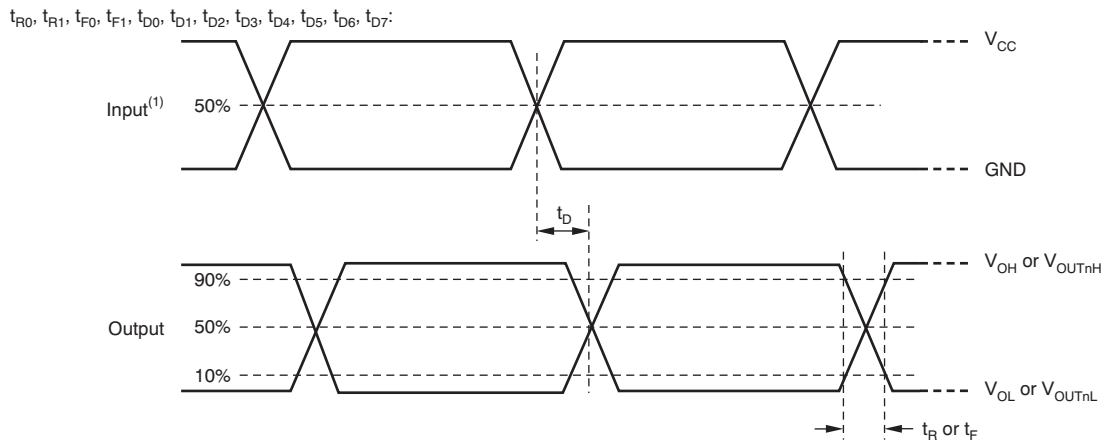 tR0, tR1, tF0, tF1, tD0, tD1, tD2, tD3, tD4, tD5, tD6, tD7:
VCC
Input(1) 50%
GND
tD
VOH or VOUTnH
90%
Output 50%
10%
VOL or VOUTnL
tR or tF